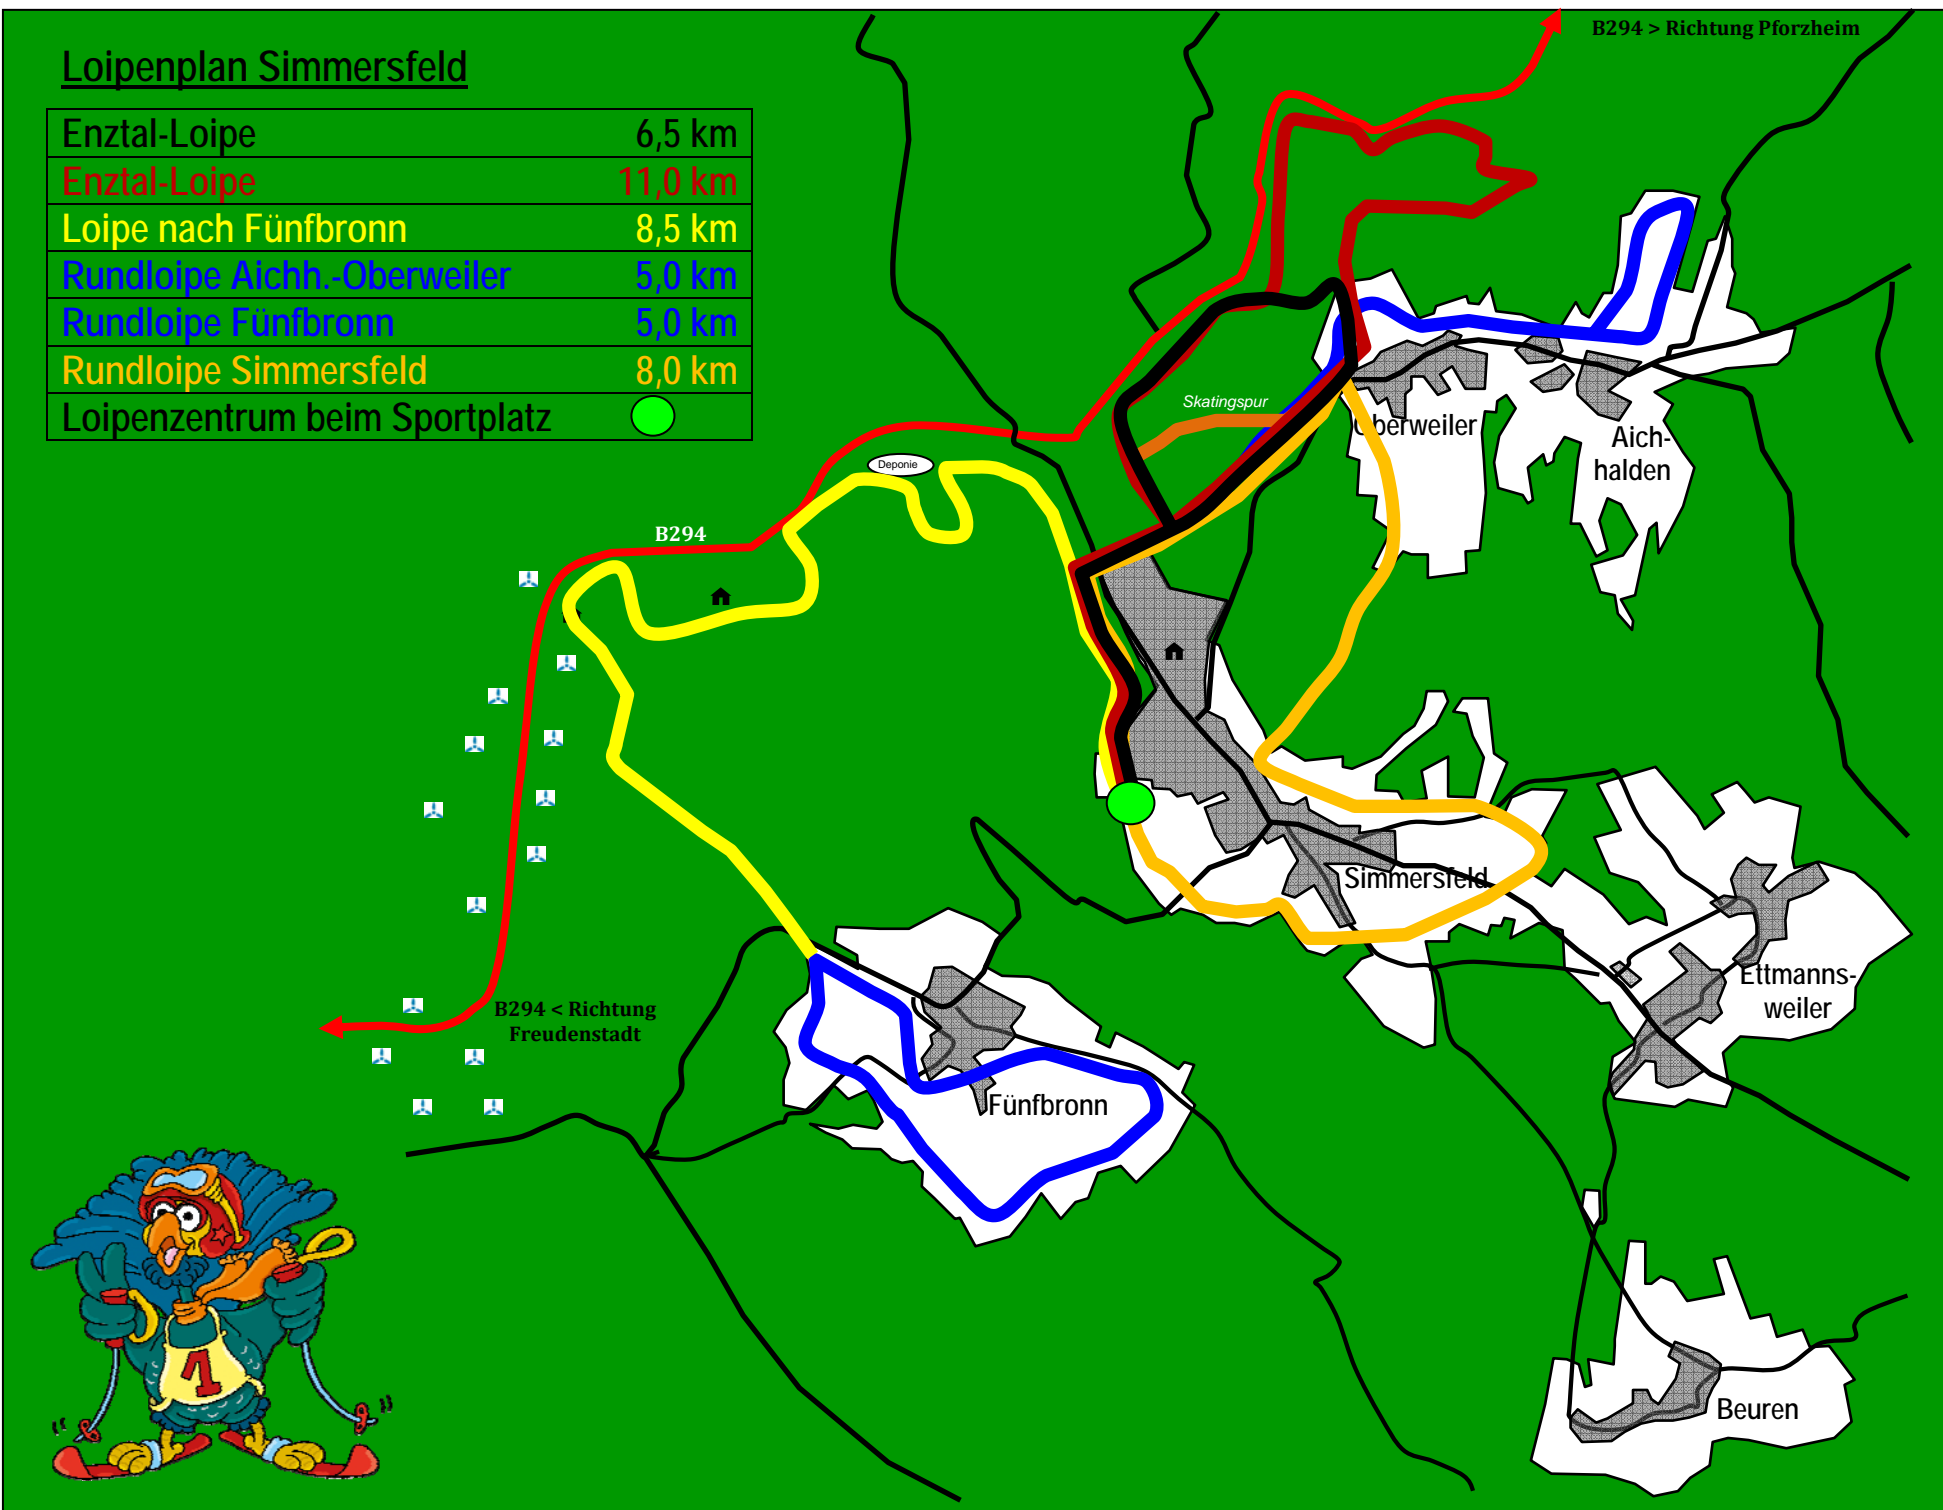 B294 > Richtung Pforzheim
Loipenplan Simmersfeld
Enztal-Loipe 6,5 km
Enztal-Loipe 11,0 km
Loipe nach Fünfbronn 8,5 km
Rundloipe Aichh.-Oberweiler 5,0 km
Rundloipe Fünfbronn 5,0 km
Rundloipe Simmersfeld 8,0 km
Loipenzentrum beim Sportplatz
Skatingspur
Oberweiler
Aich-
halden
Deponie
B294
Simmersfeld
Ettmanns-
weiler
B294 < Richtung
Freudenstadt
Fünfbronn
1
Beuren